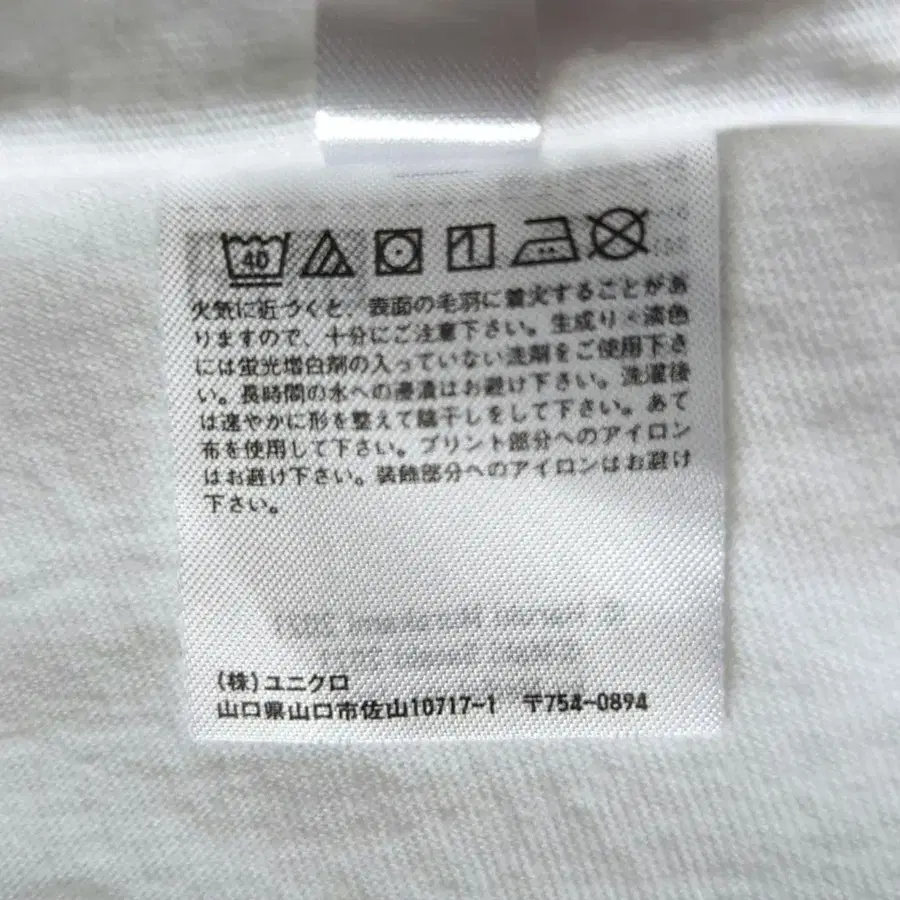 40
1
火気に近づくと、表面の毛羽に着火することがあ
りますので、十分にご注意下さい。生成り・淡色
には蛍光増白剤の入っていない洗剤をご使用下さ
い。長時間の水への浸漬はお避け下さい。洗濯後
は速やかに形を整えて陰干しをして下さい。あて
布を使用して下さい。プリント部分へのアイロン
はお避け下さい。装飾部分へのアイロンはお避け
下さい。
(株)ユニクロ
山口県山口市佐山10717-1 〒754-0894